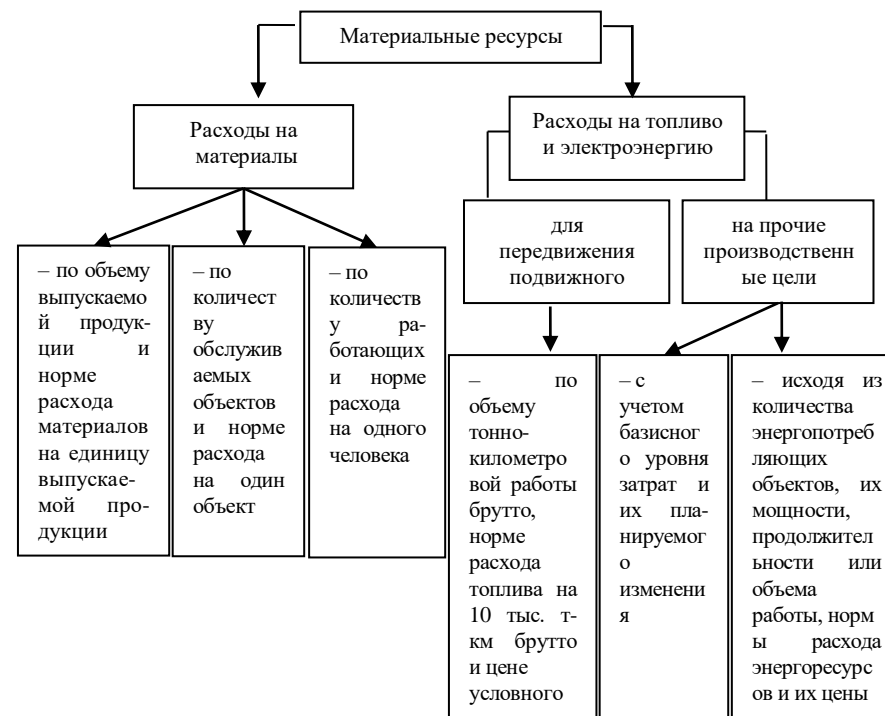 Материальные ресурсы
Расходы на
материалы
Расходы на топливо
и электроэнергию
для
передвижения
подвижного
на прочие
производственн
ые цели
– по объему
выпускаемо
й продук-
ции и
норме
расхода
материалов
на единицу
выпускае-
мой про-
дукции
– по
количест
ву
обслужив
аемых
объектов
и норме
расхода
на один
объект
– по
количеств
у ра-
ботающих
и норме
расхода
на одного
человека
– по
объему
тонно-
километро
вой работы
брутто,
норме
расхода
топлива на
10 тыс. т-
км брутто
и цене
условного
– с
учетом
базисног
о уровня
затрат и
их пла-
нируемог
о
изменени
я
– исходя из
количества
энергопотреб
ляющих
объектов, их
мощности,
продолжител
ьности или
объема
работы, норм
ы расхода
энергоресурс
ов и их цены